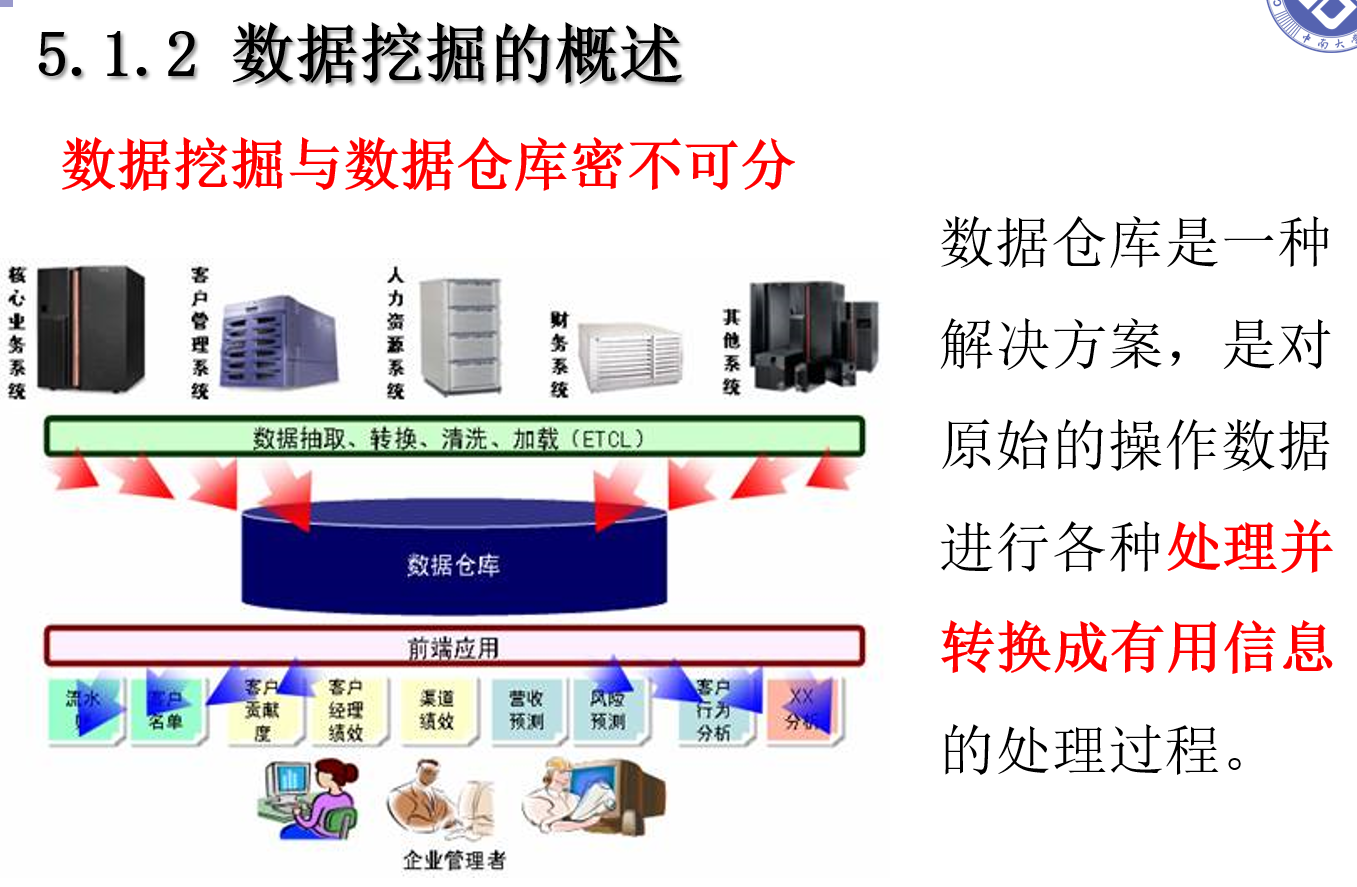 5.1.2 数据挖掘的概述
数据挖掘与数据仓库密不可分
核心业务系统
客户管理系统
人力资源系统
财务系统
其他系统
数据抽取、转换、清洗、加载（ETCL）
数据仓库
前端应用
流水
客户
名单
客户
贡献
度
客户
经理
绩效
渠道
绩效
营收
预测
风险
预测
客户
行为
分析
XX
分析
企业管理者
数据仓库是一种
解决方案，是对
原始的操作数据
进行各种处理并
转换成有用信息
的处理过程。
中南大学